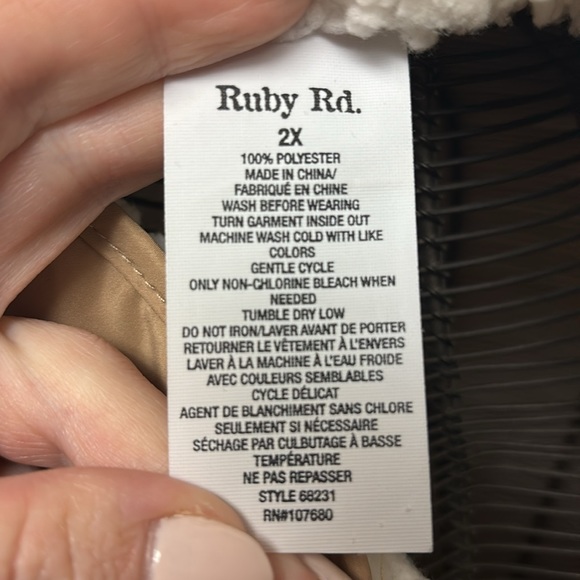 Ruby Rd.
2X
100% POLYESTER
MADE IN CHINA/
FABRIQUÉ EN CHINE
WASH BEFORE WEARING
TURN GARMENT INSIDE OUT
MACHINE WASH COLD WITH LIKE
COLORS
GENTLE CYCLE
ONLY NON-CHLORINE BLEACH WHEN
NEEDED
TUMBLE DRY LOW
DO NOT IRON/LAVER AVANT DE PORTER
RETOURNER LE VÊTEMENT À L'ENVERS
LAVER À LA MACHINE À L'EAU FROIDE
AVEC COULEURS SEMBLABLES
CYCLE DÉLICAT
AGENT DE BLANCHIMENT SANS CHLORE
SEULEMENT SI NÉCESSAIRE
SÉCHAGE PAR CULBUTAGE À BASSE
TEMPÉRATURE
NE PAS REPASSER
STYLE 68231
RN#107680